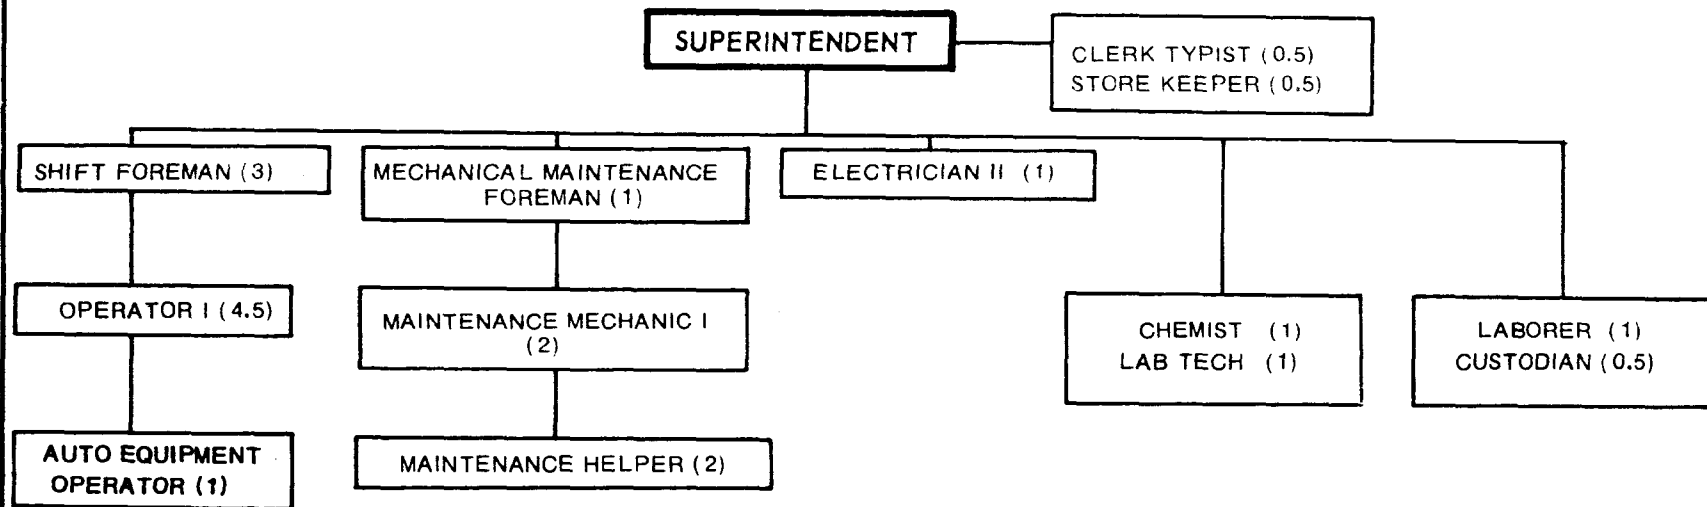 SUPERINTENDENT
CLERK TYPIST (0.5)
STORE KEEPER (0.5)
SHIFT FOREMAN (3)
MECHANICAL MAINTENANCE
FOREMAN (1)
ELECTRICIAN II (1)
OPERATOR I (4.5)
MAINTENANCE MECHANIC I
(2)
CHEMIST (1)
LAB TECH (1)
LABORER (1)
CUSTODIAN (0.5)
AUTO EQUIPMENT
OPERATOR (1)
MAINTENANCE HELPER (2)